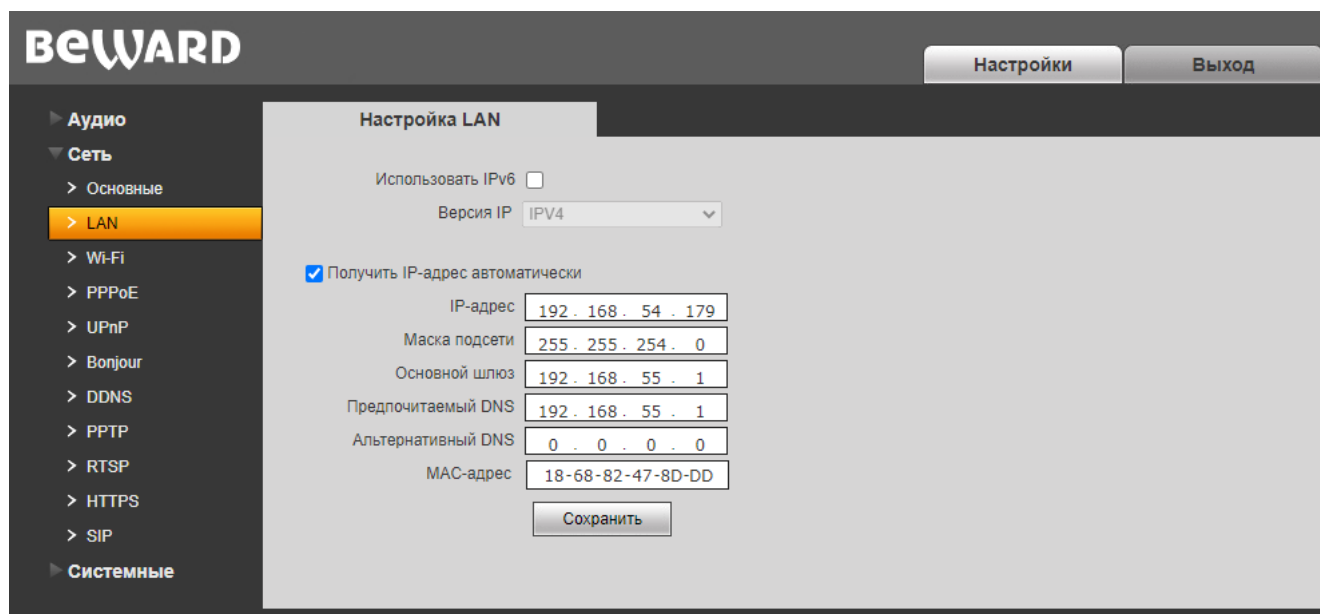 BEWARD
Настройки
Выход
Аудио
Сеть
> Основные
> LAN
> Wi-Fi
> PPPoE
> UPnP
> Bonjour
> DDNS
> PPTP
> RTSP
> HTTPS
> SIP
Системные
Настройка LAN
Использовать IPv6
Версия IP IPV4
Получить IP-адрес автоматически
IP-адрес 192 . 168 . 54 . 179
Маска подсети 255 . 255 . 254 . 0
Основной шлюз 192 . 168 . 55 . 1
Предпочитаемый DNS 192 . 168 . 55 . 1
Альтернативный DNS 0 . 0 . 0 . 0
MAC-адрес 18-68-82-47-8D-DD
Сохранить